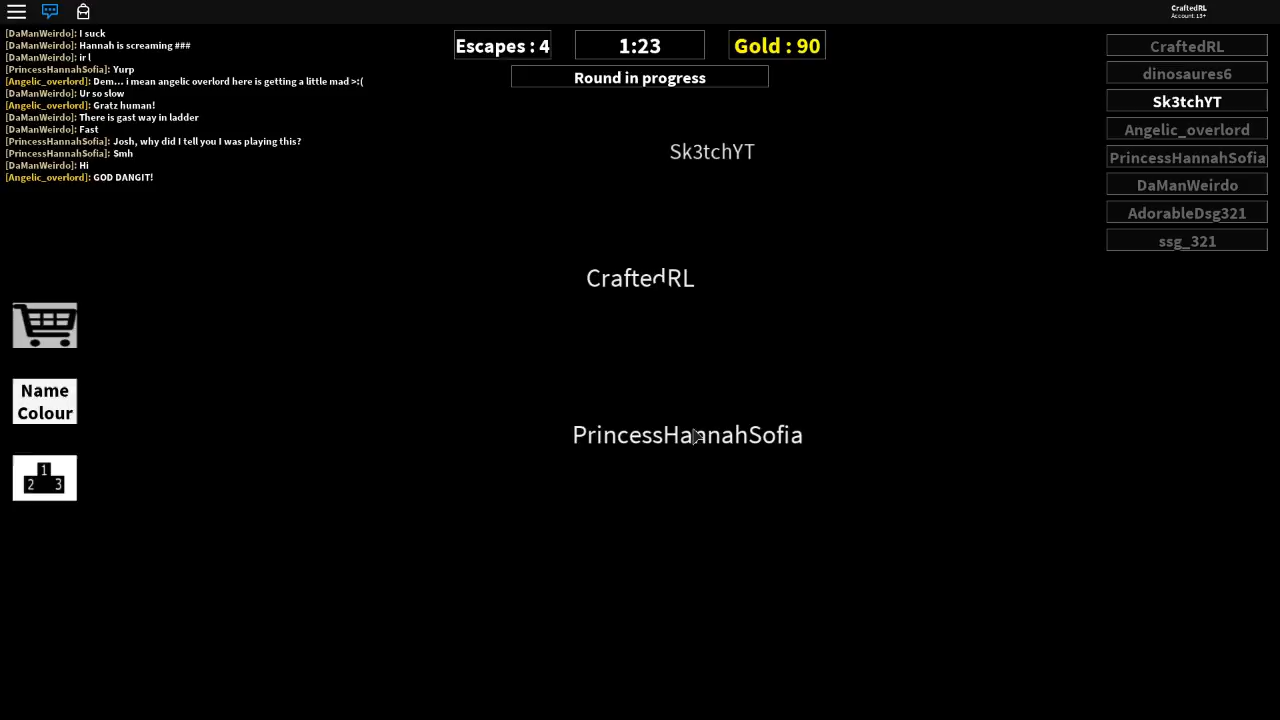 CraftedRL
Account: 13+
[DaManWeirdo]: I suck
[DaManWeirdo]: Hannah is screaming ###
[DaManWeirdo]: ir l
[PrincessHannahSofia]: Yurp
[Angelic_overlord]: Dem... i mean angelic overlord here is getting a little mad >:(
[DaManWeirdo]: Ur so slow
[Angelic_overlord]: Gratz human!
[DaManWeirdo]: There is gast way in ladder
[DaManWeirdo]: Fast
[PrincessHannahSofia]: Josh, why did I tell you I was playing this?
[PrincessHannahSofia]: Smh
[DaManWeirdo]: Hi
[Angelic_overlord]: GOD DANGIT!
Escapes : 4
1:23
Gold : 90
Round in progress
CraftedRL
dinosaures6
Sk3tchYT
Angelic_overlord
PrincessHannahSofia
DaManWeirdo
AdorableDsg321
ssg_321
Sk3tchYT
CraftedRL
PrincessHannahSofia
Name
Colour
1
2 3